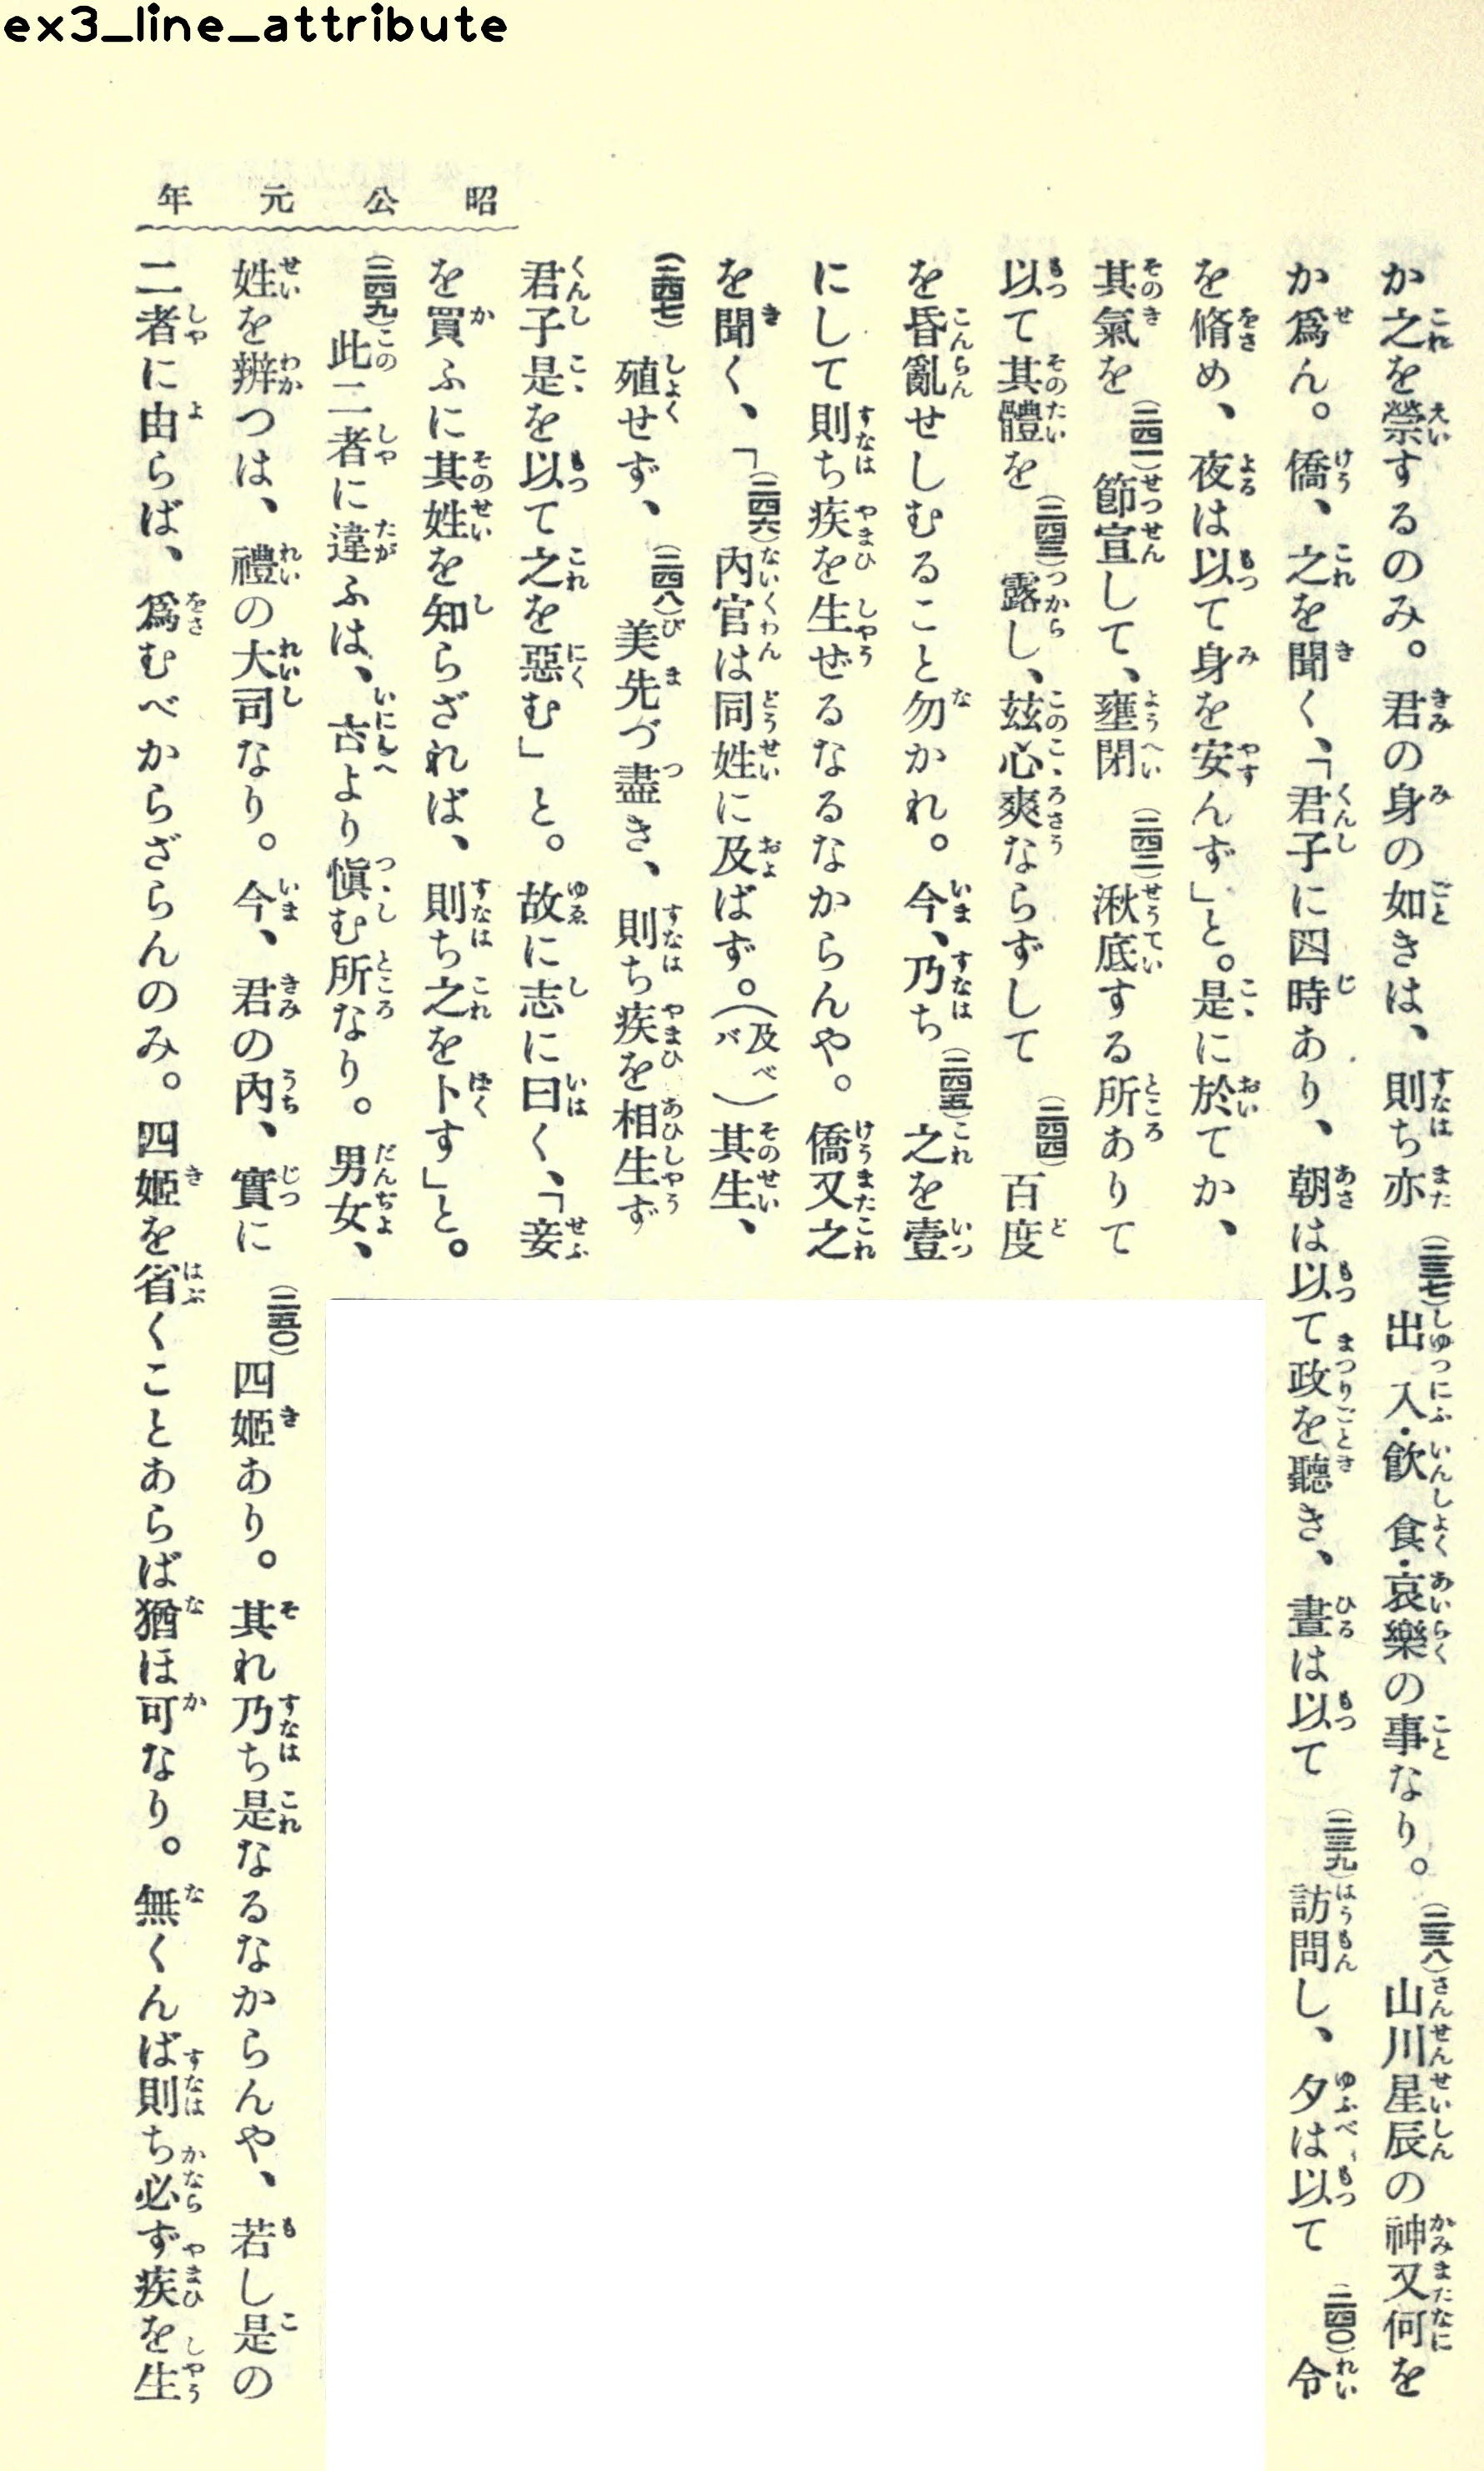 ex3_line_attribute
昭公元年
か之を禜するのみ。君の身の如きは、則ち亦(二三七)出入・飮食・哀樂の事なり。(二三八)山川星辰の神又何を
か爲ん。僑、之を聞く、「君子に四時あり、朝は以て政を聽き、晝は以て(二三九)訪問し、夕は以て(二四〇)令
を脩め、夜は以て身を安んず」と。是に於てか、
其氣を(二四一)節宣して、壅閉(二四二)湫底する所ありて
以て其體を(二四三)露し、玆心爽ならずして(二四四)百度
を昏亂せしむること勿かれ。今、乃ち(二四五)之を壹
にして則ち疾を生ぜるなるなからんや。僑又之
を聞く、「(二四六)內官は同姓に及ばず。(及べバ)其生、
(二四七)殖せず、(二四八)美先づ盡き、則ち疾を相生ず
君子是を以て之を惡む」と。故に志に曰く、「妾
を買ふに其姓を知らざれば、則ち之を卜す」と。
(二四九)此二者に違ふは、古より愼む所なり。男女、
姓を辨つは、禮の大司なり。今、君の內、實に(二五〇)四姬あり。其れ乃ち是なるなからんや、若し是の
二者に由らば、爲むべからざらんのみ。四姬を省くことあらば猶ほ可なり。無くんば則ち必ず疾を生